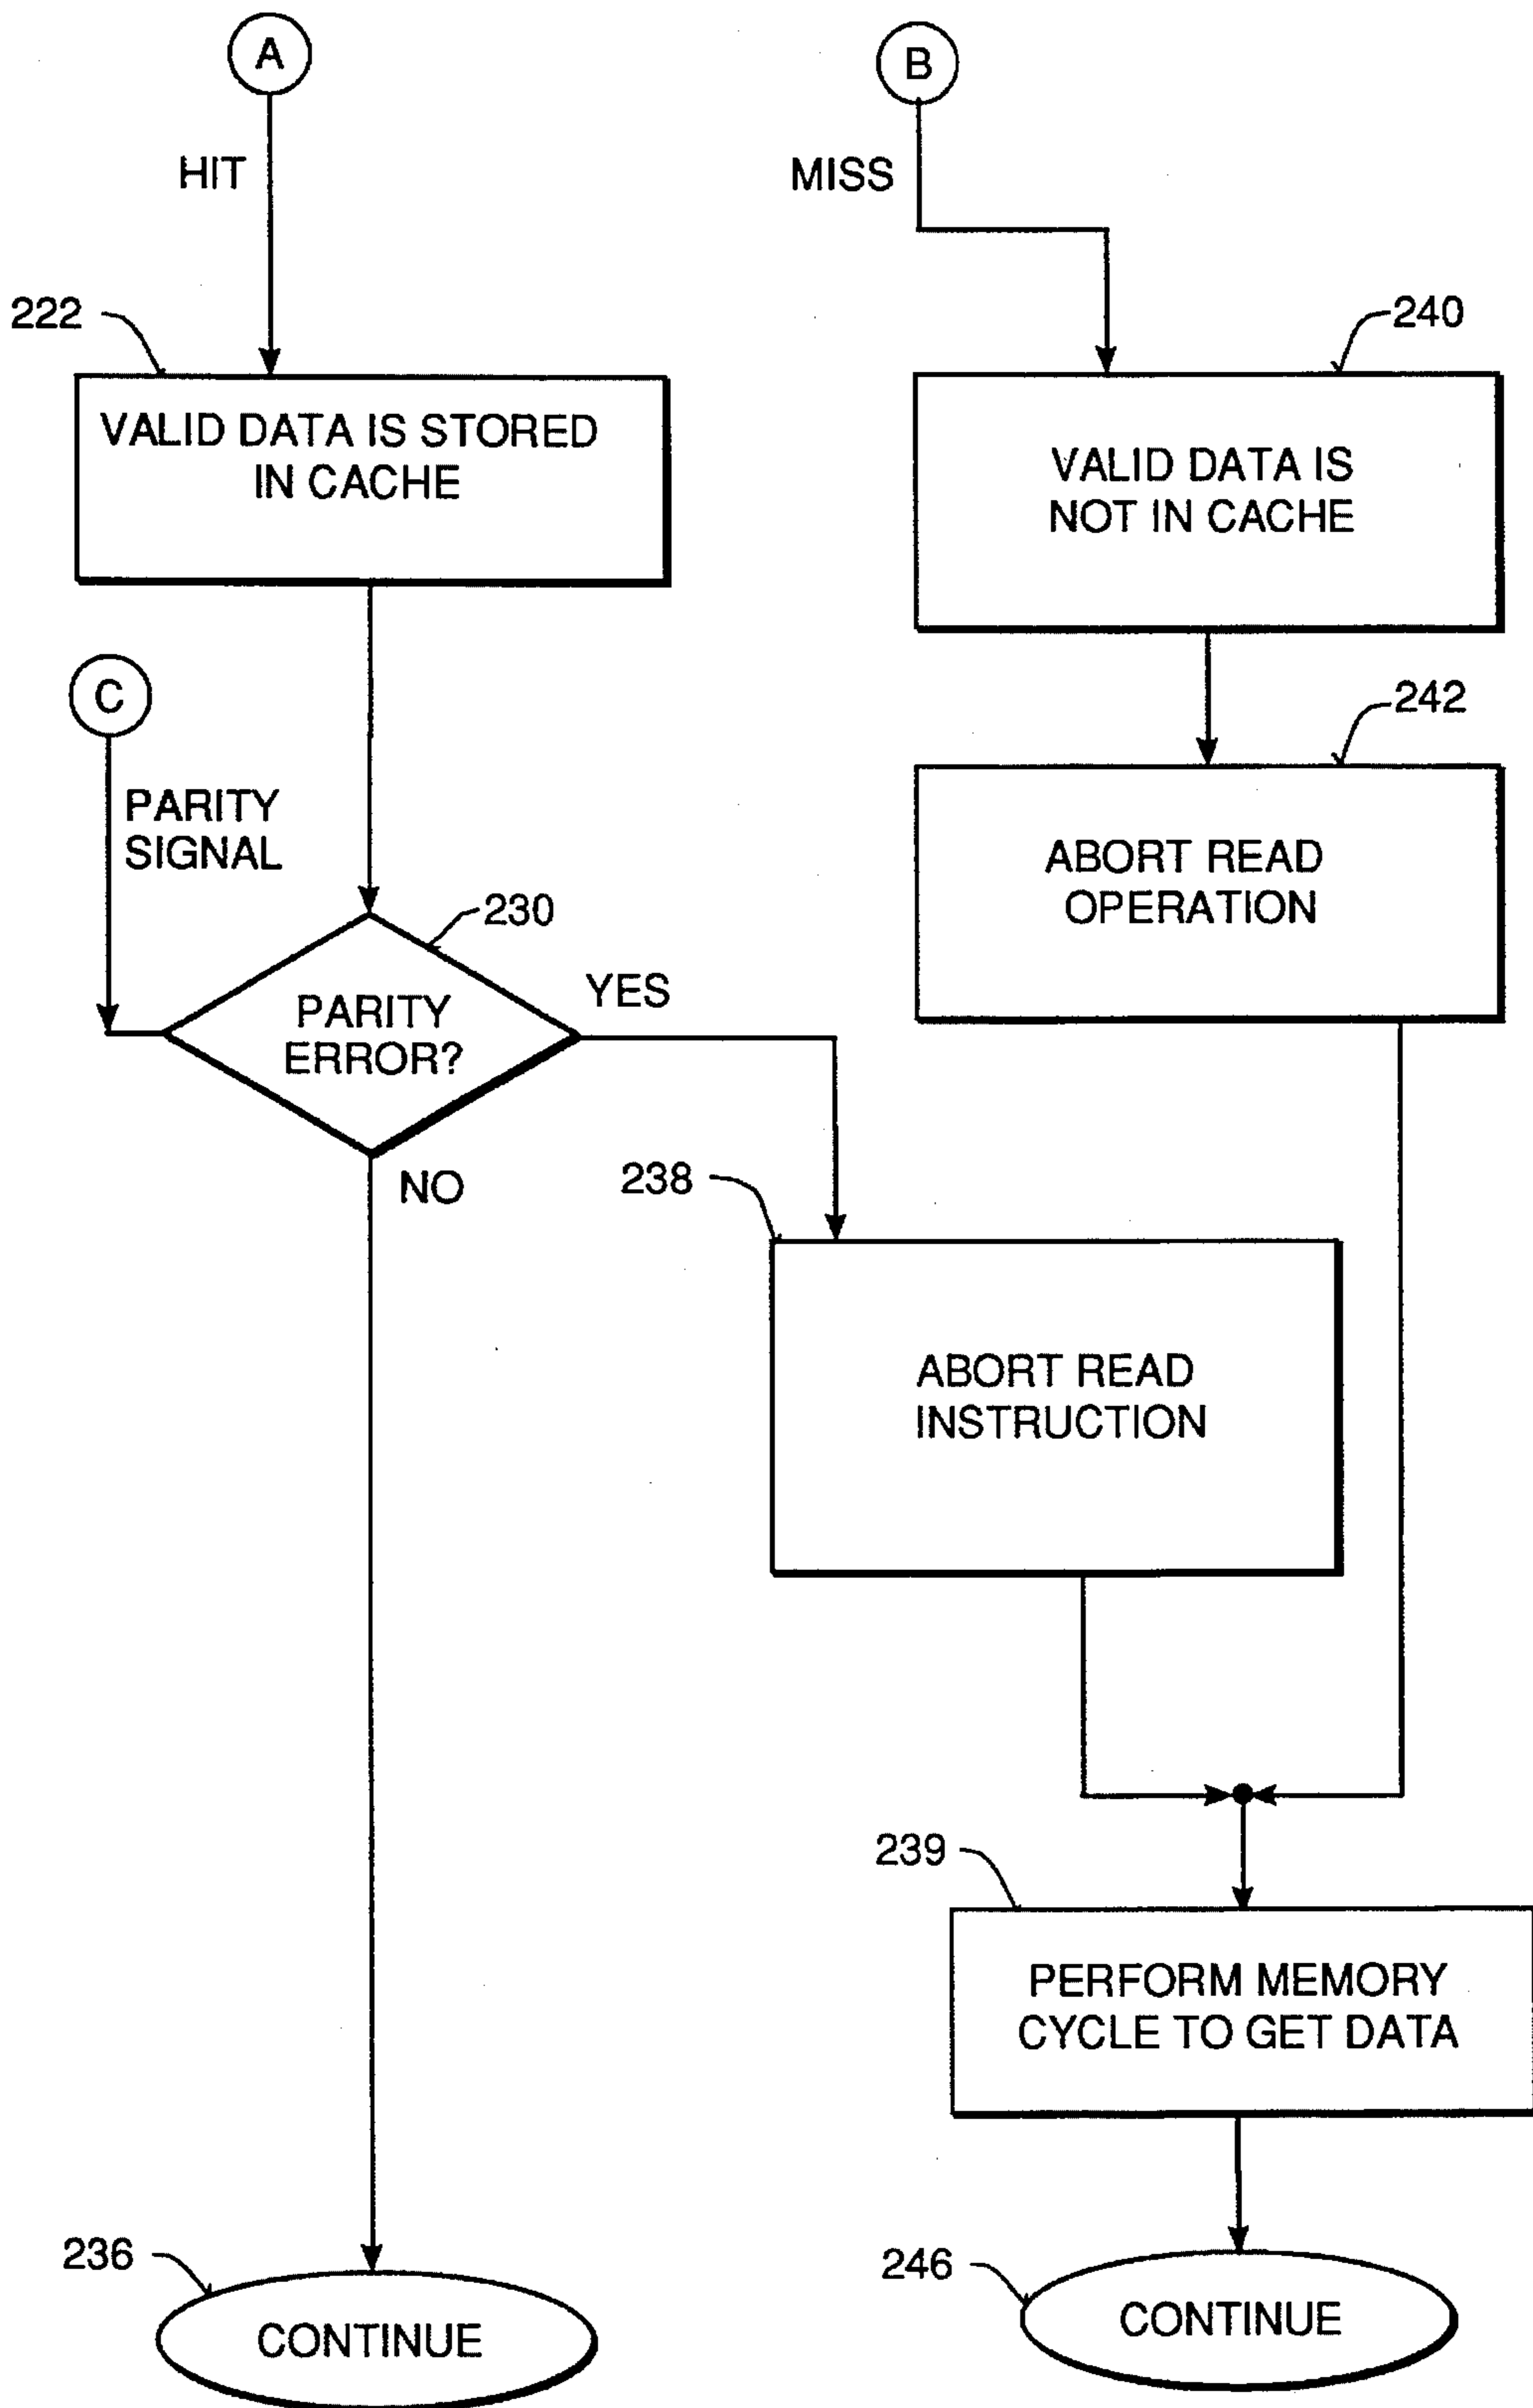 A
B
HIT
MISS
222
240
VALID DATA IS STORED
IN CACHE
VALID DATA IS
NOT IN CACHE
C
242
PARITY
SIGNAL
ABORT READ
OPERATION
230
YES
PARITY
ERROR?
NO
238
ABORT READ
INSTRUCTION
239
PERFORM MEMORY
CYCLE TO GET DATA
236
246
CONTINUE
CONTINUE